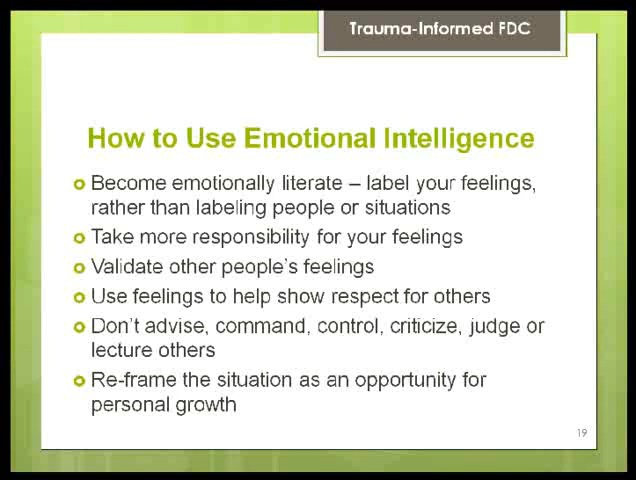 Trauma-Informed FDC
How to Use Emotional Intelligence
Become emotionally literate – label your feelings,
rather than labeling people or situations
Take more responsibility for your feelings
Validate other people's feelings
Use feelings to help show respect for others
Don't advise, command, control, criticize, judge or
lecture others
Re-frame the situation as an opportunity for
personal growth
19